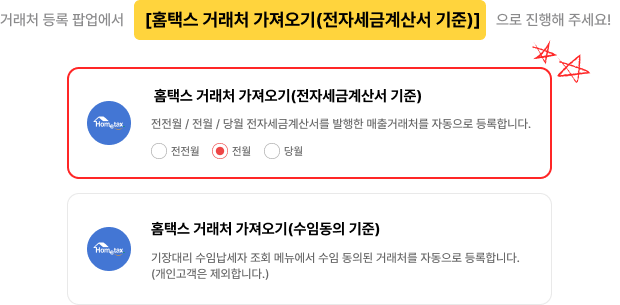 거래처 등록 팝업에서 [홈택스 거래처 가져오기(전자세금계산서 기준)] 으로 진행해 주세요!
홈택스 거래처 가져오기(전자세금계산서 기준)
Hometax
전전월 / 전월 / 당월 전자세금계산서를 발행한 매출거래처를 자동으로 등록합니다.
전전월 전월 당월
홈택스 거래처 가져오기(수임동의 기준)
Hometax
기장대리 수임납세자 조회 메뉴에서 수임 동의된 거래처를 자동으로 등록합니다.
(개인고객은 제외합니다.)